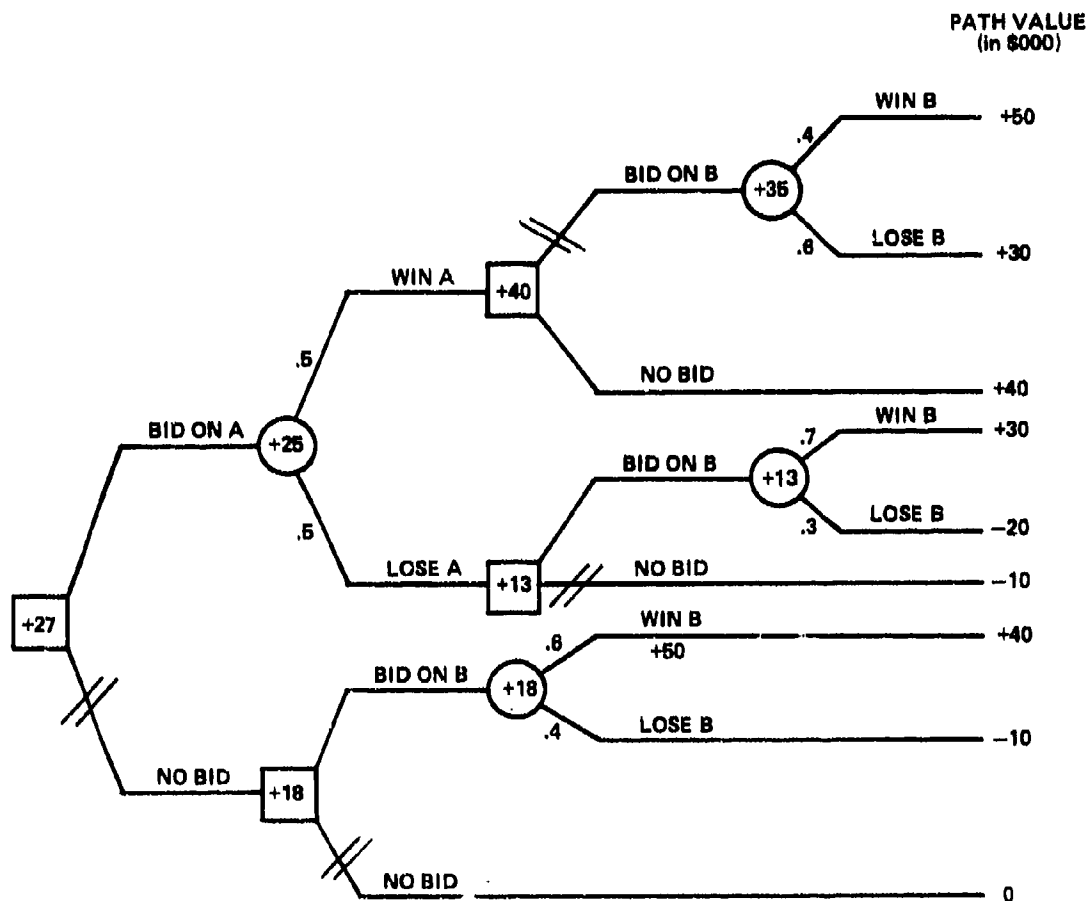 PATH VALUE
(in $000)
WIN B
+50
.4
BID ON B
+35
.6
LOSE B
+30
WIN A
+40
.5
NO BID
+40
BID ON A
+25
WIN B
+30
.7
BID ON B
+13
.3
LOSE B
−20
.5
LOSE A
+13
NO BID
−10
+27
WIN B
+40
.6
+50
BID ON B
+18
.4
LOSE B
−10
NO BID
+18
NO BID
0